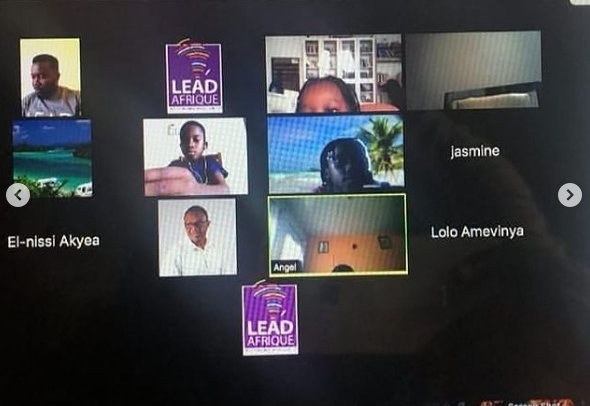 LEAD
AFRIQUE
jasmine
El-nissi Akyea
Angel
Lolo Amevinya
LEAD
AFRIQUE